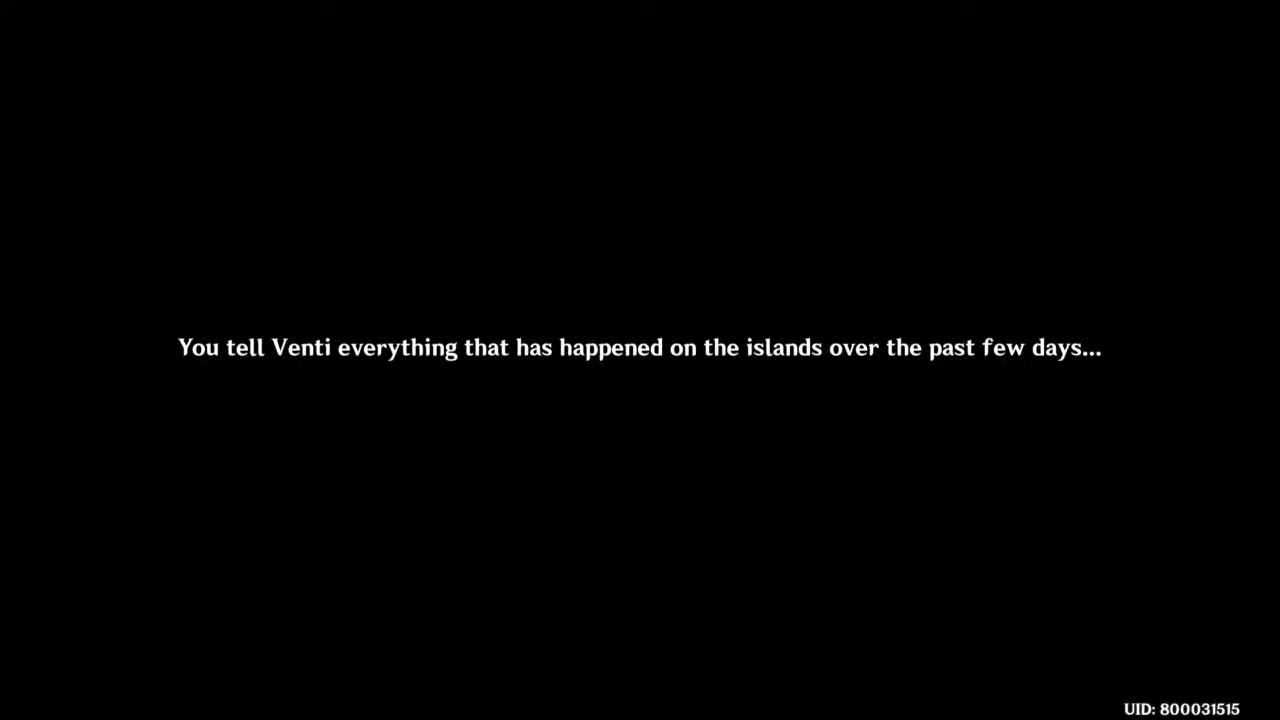 You tell Venti everything that has happened on the islands over the past few days...
UID: 800031515